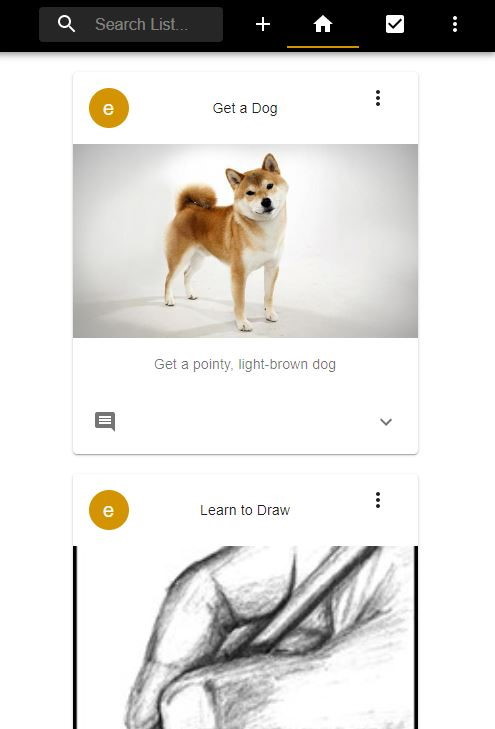 Search List...
e
Get a Dog
Get a pointy, light-brown dog
e
Learn to Draw